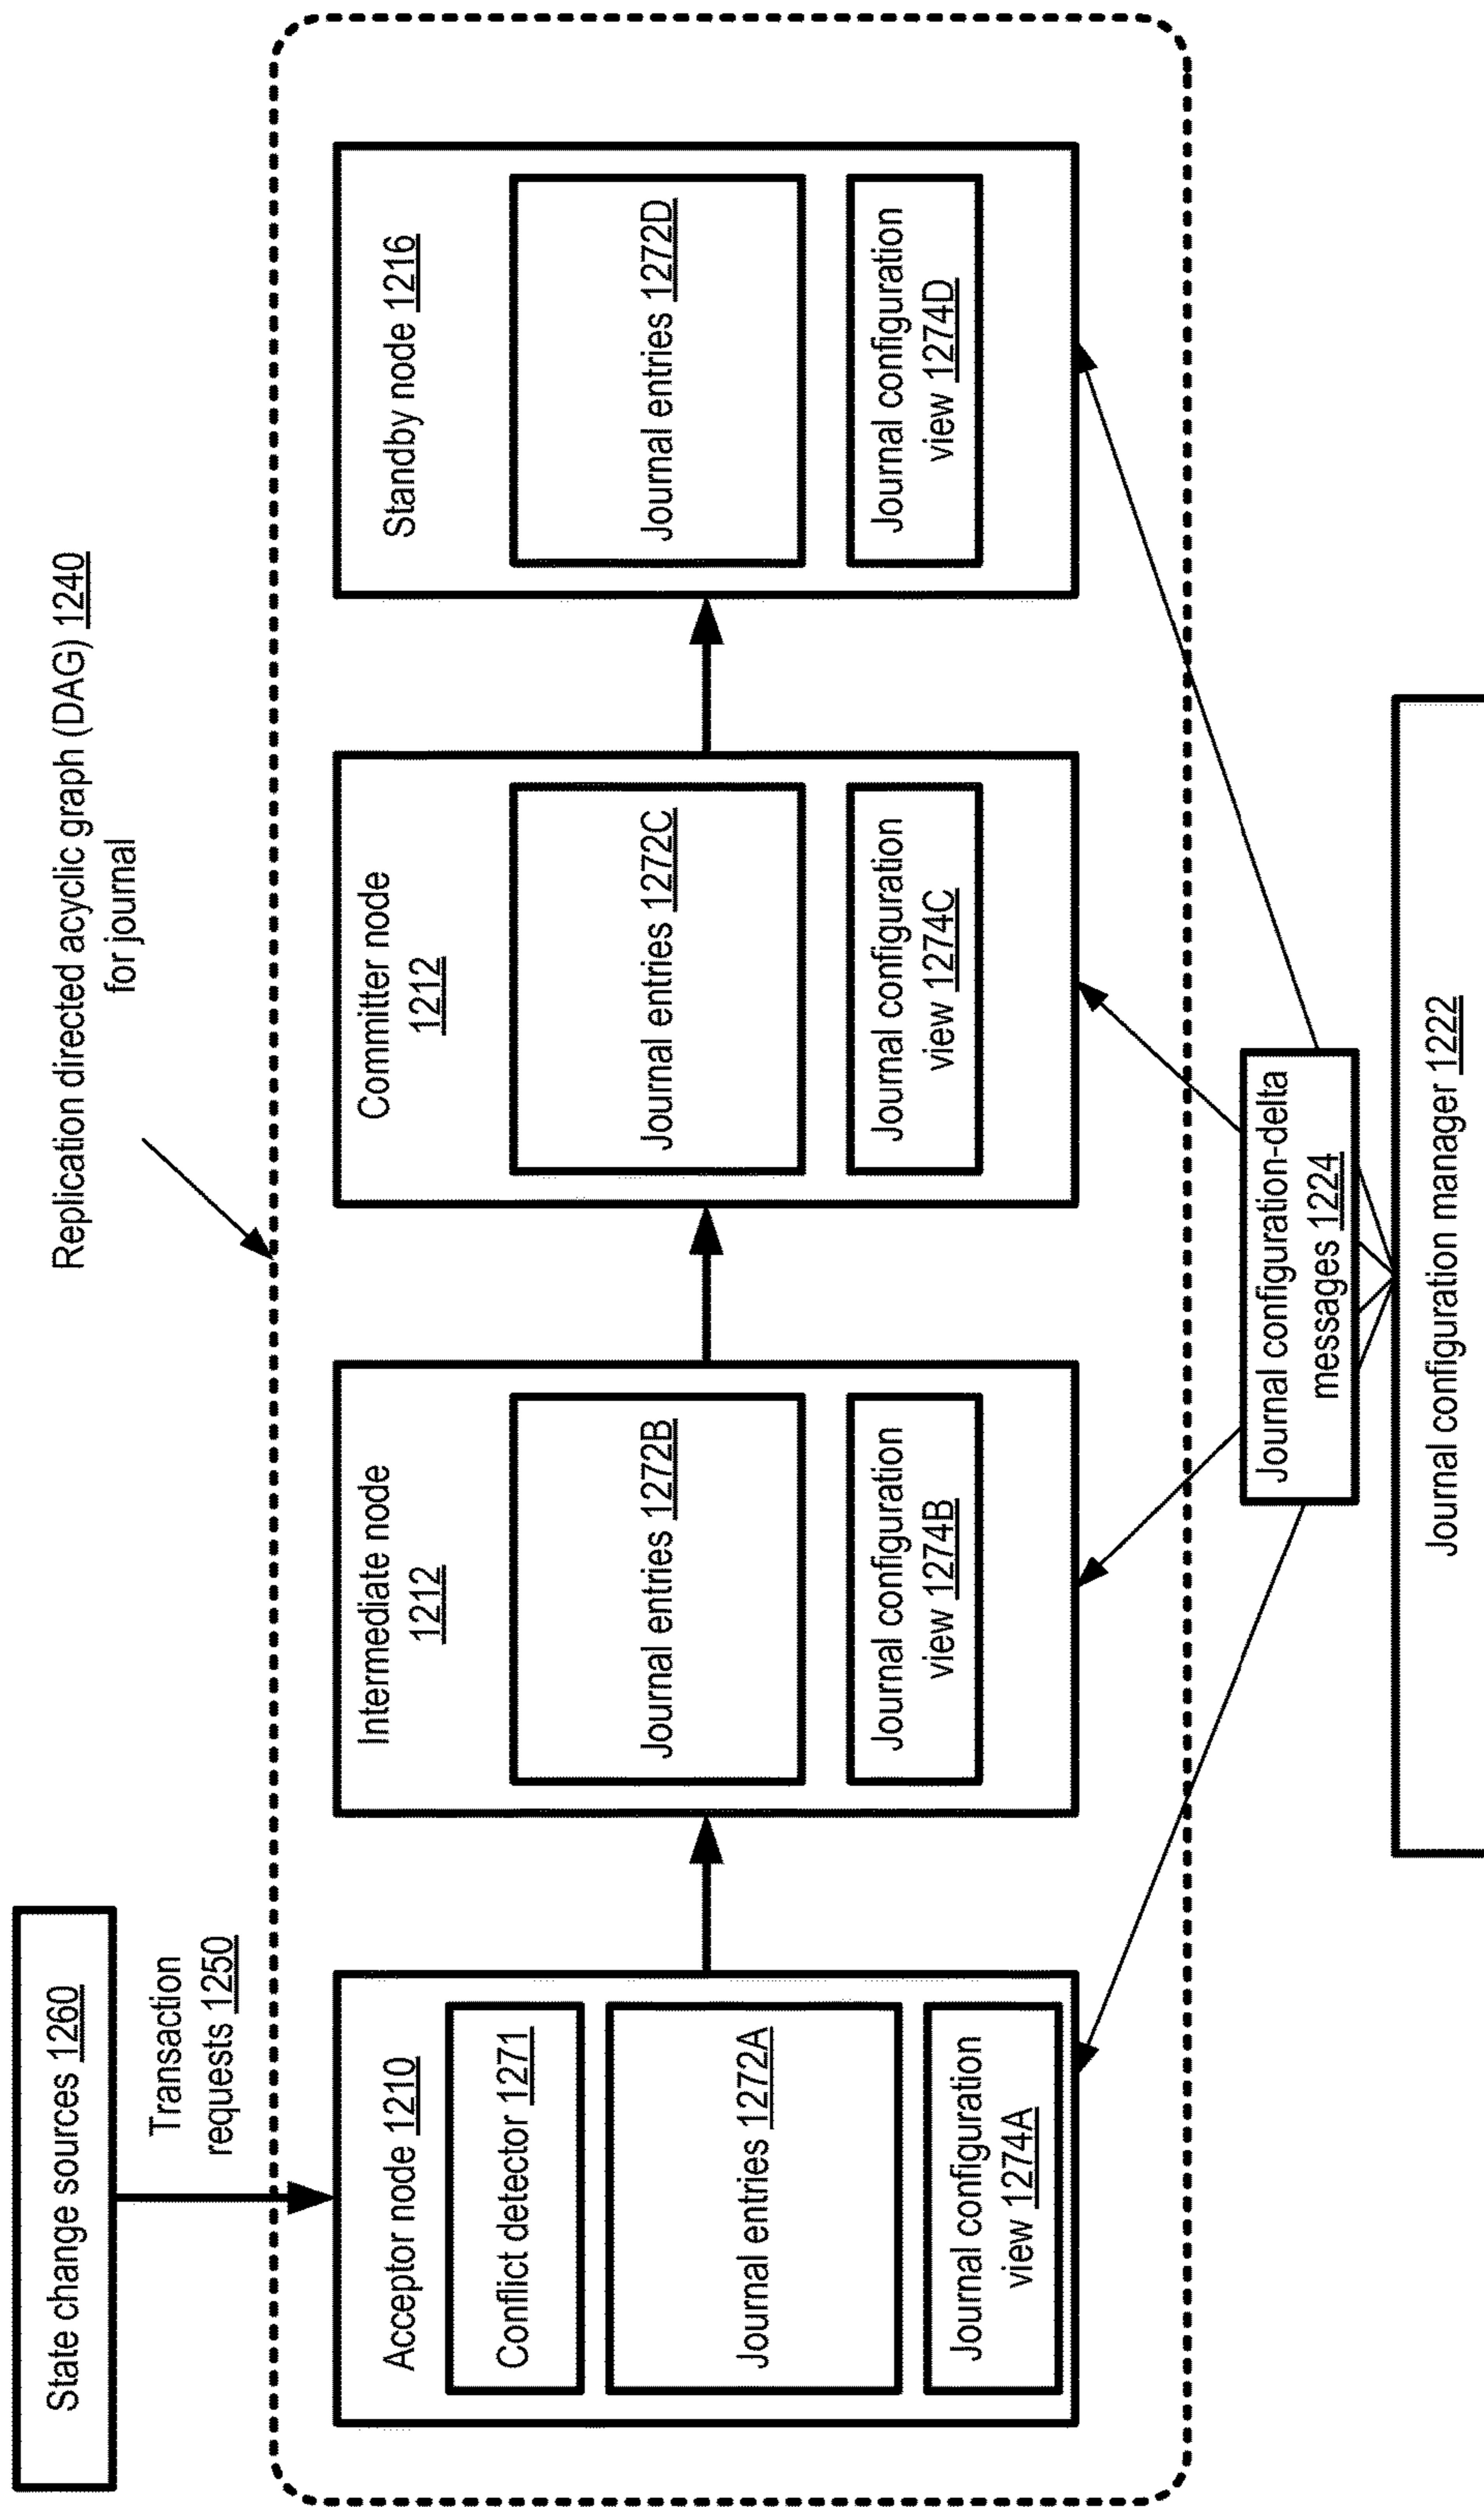 State change sources 1260
Transaction
requests 1250
Replication directed acyclic graph (DAG) 1240
for journal
Acceptor node 1210
Conflict detector 1271
Journal entries 1272A
Journal configuration
view 1274A
Intermediate node
1212
Journal entries 1272B
Journal configuration
view 1274B
Committer node
1212
Journal entries 1272C
Journal configuration
view 1274C
Standby node 1216
Journal entries 1272D
Journal configuration
view 1274D
Journal configuration-delta
messages 1224
Journal configuration manager 1222